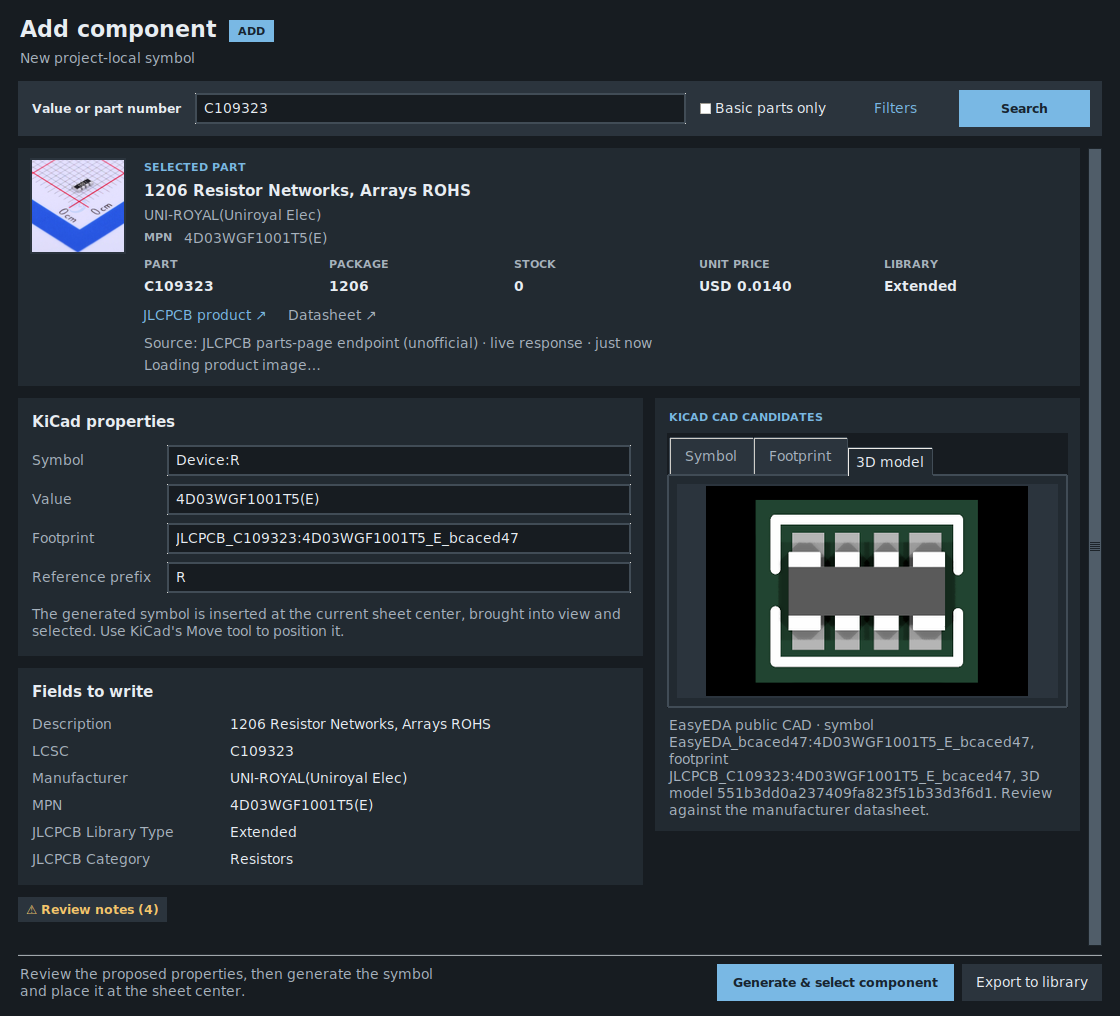 Add component ADD
New project-local symbol
Value or part number C109323 Basic parts only Filters Search
SELECTED PART
1206 Resistor Networks, Arrays ROHS
UNI-ROYAL(Uniroyal Elec)
MPN 4D03WGF1001T5(E)
PART PACKAGE STOCK UNIT PRICE LIBRARY
C109323 1206 0 USD 0.0140 Extended
JLCPCB product ↗ Datasheet ↗
Source: JLCPCB parts-page endpoint (unofficial) · live response · just now
Loading product image…
0cm 0cm
KiCad properties
Symbol Device:R
Value 4D03WGF1001T5(E)
Footprint JLCPCB_C109323:4D03WGF1001T5_E_bcaced47
Reference prefix R
The generated symbol is inserted at the current sheet center, brought into view and
selected. Use KiCad's Move tool to position it.
Fields to write
Description 1206 Resistor Networks, Arrays ROHS
LCSC C109323
Manufacturer UNI-ROYAL(Uniroyal Elec)
MPN 4D03WGF1001T5(E)
JLCPCB Library Type Extended
JLCPCB Category Resistors
⚠ Review notes (4)
KICAD CAD CANDIDATES
Symbol Footprint 3D model
EasyEDA public CAD · symbol
EasyEDA_bcaced47:4D03WGF1001T5_E_bcaced47,
footprint
JLCPCB_C109323:4D03WGF1001T5_E_bcaced47, 3D
model 551b3dd0a237409fa823f51b33d3f6d1. Review
against the manufacturer datasheet.
Review the proposed properties, then generate the symbol
and place it at the sheet center.
Generate & select component Export to library